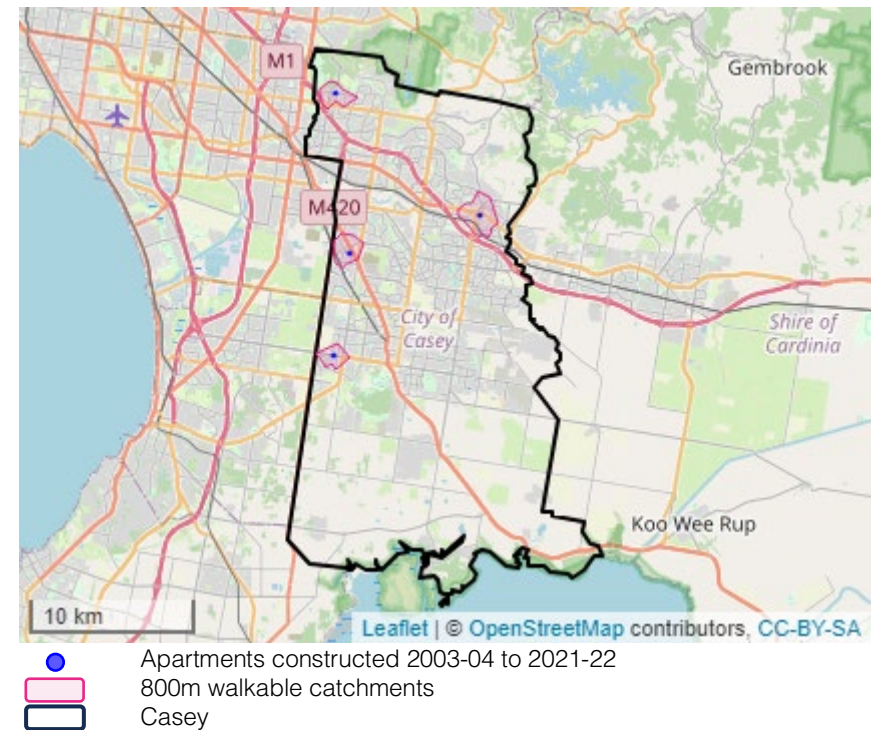 M1
Gembrook
M420
City of
Casey
Shire of
Cardinia
Koo Wee Rup
10 km
Leaflet | © OpenStreetMap contributors, CC-BY-SA
Apartments constructed 2003-04 to 2021-22
800m walkable catchments
Casey